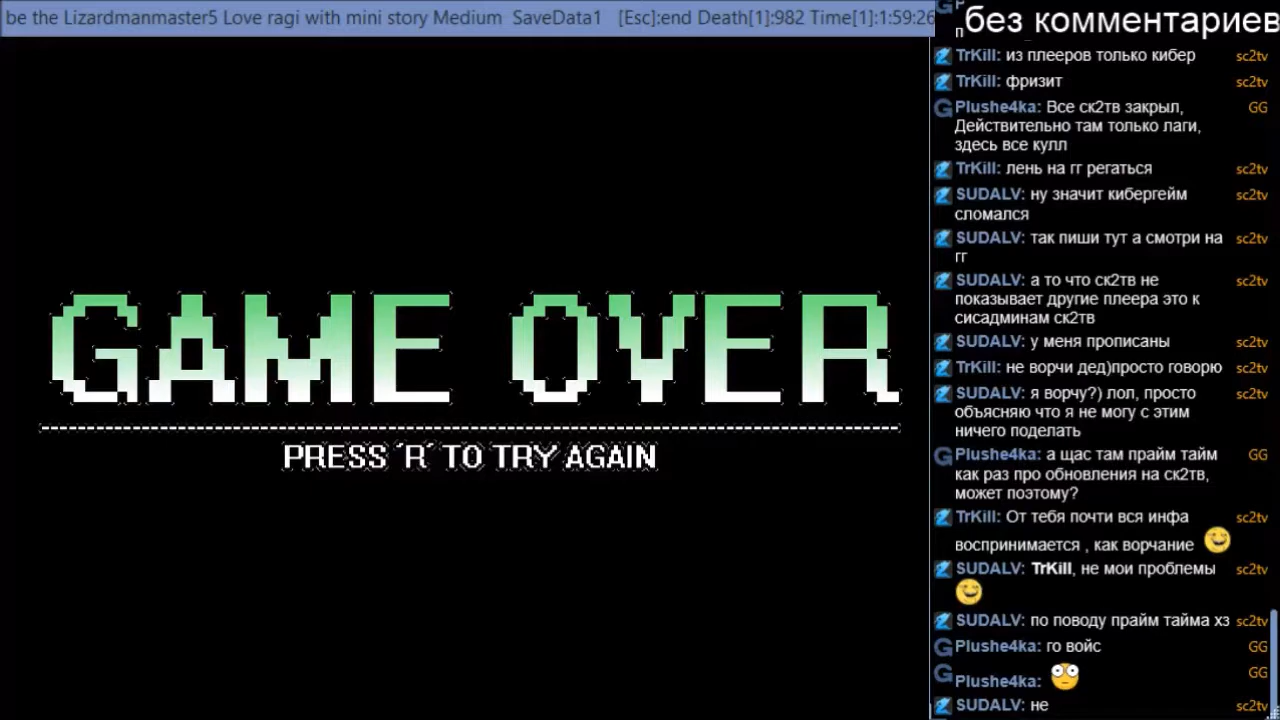 be the Lizardmanmaster5 Love ragi with mini story Medium  SaveData1   [Esc]:end Death[1]:982 Time[1]:1:59:26
GAME OVER
PRESS ´R´ TO TRY AGAIN
без комментариев
TrKill: из плееров только кибер sc2tv
TrKill: фризит sc2tv
Plushe4ka: Все ск2тв закрыл, GG
Действительно там только лаги,
здесь все кулл
TrKill: лень на гг регаться sc2tv
SUDALV: ну значит кибергейм sc2tv
сломался
SUDALV: так пиши тут а смотри на sc2tv
гг
SUDALV: а то что ск2тв не sc2tv
показывает другие плеера это к
сисадминам ск2тв
SUDALV: у меня прописаны sc2tv
TrKill: не ворчи дед)просто говорю sc2tv
SUDALV: я ворчу?) лол, просто sc2tv
объясняю что я не могу с этим
ничего поделать
Plushe4ka: а щас там прайм тайм GG
как раз про обновления на ск2тв,
может поэтому?
TrKill: От тебя почти вся инфа sc2tv
воспринимается , как ворчание
SUDALV: TrKill, не мои проблемы sc2tv
SUDALV: по поводу прайм тайма хз sc2tv
Plushe4ka: го войс GG
Plushe4ka: GG
SUDALV: не sc2tv